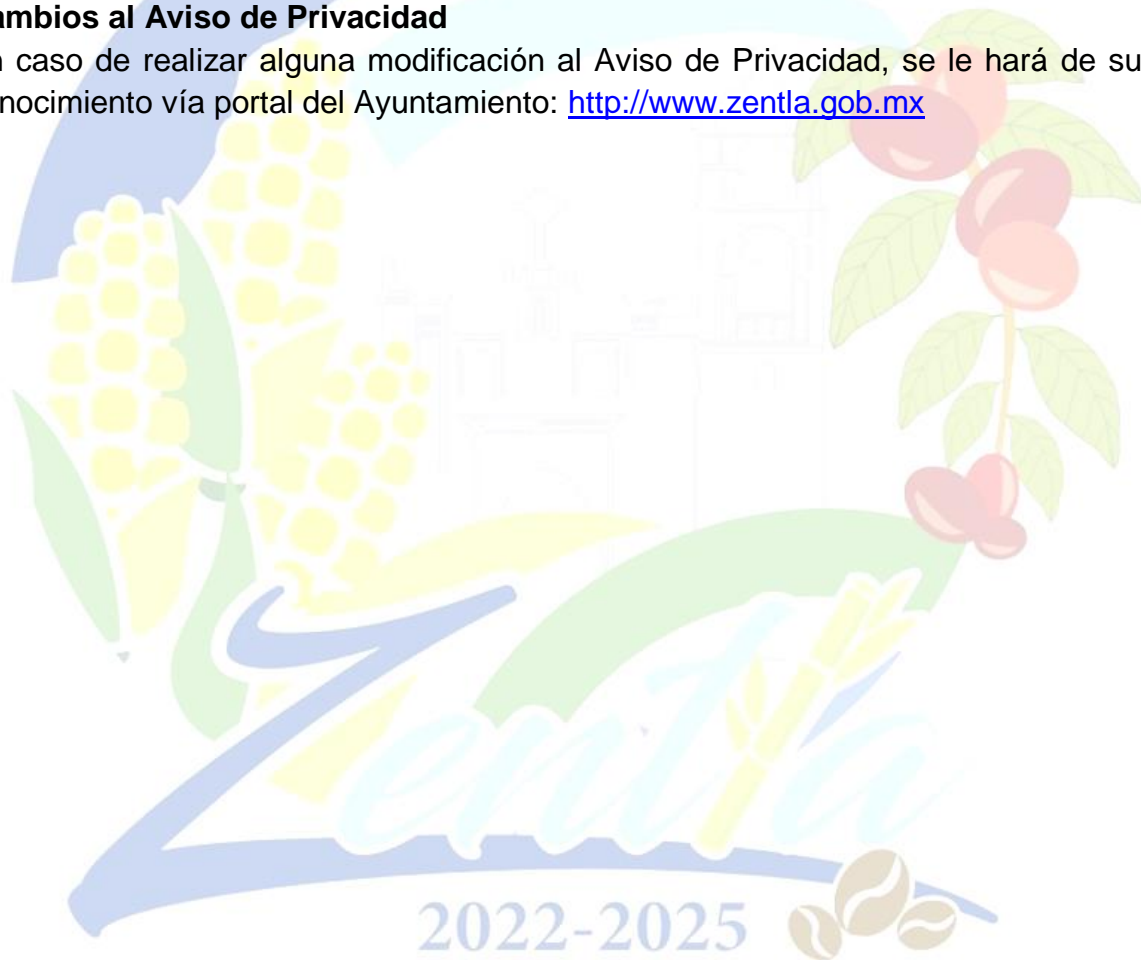 ambios al Aviso de Privacidad
n caso de realizar alguna modificación al Aviso de Privacidad, se le hará de su
nocimiento vía portal del Ayuntamiento: http://www.zentla.gob.mx
Zentla
2022-2025